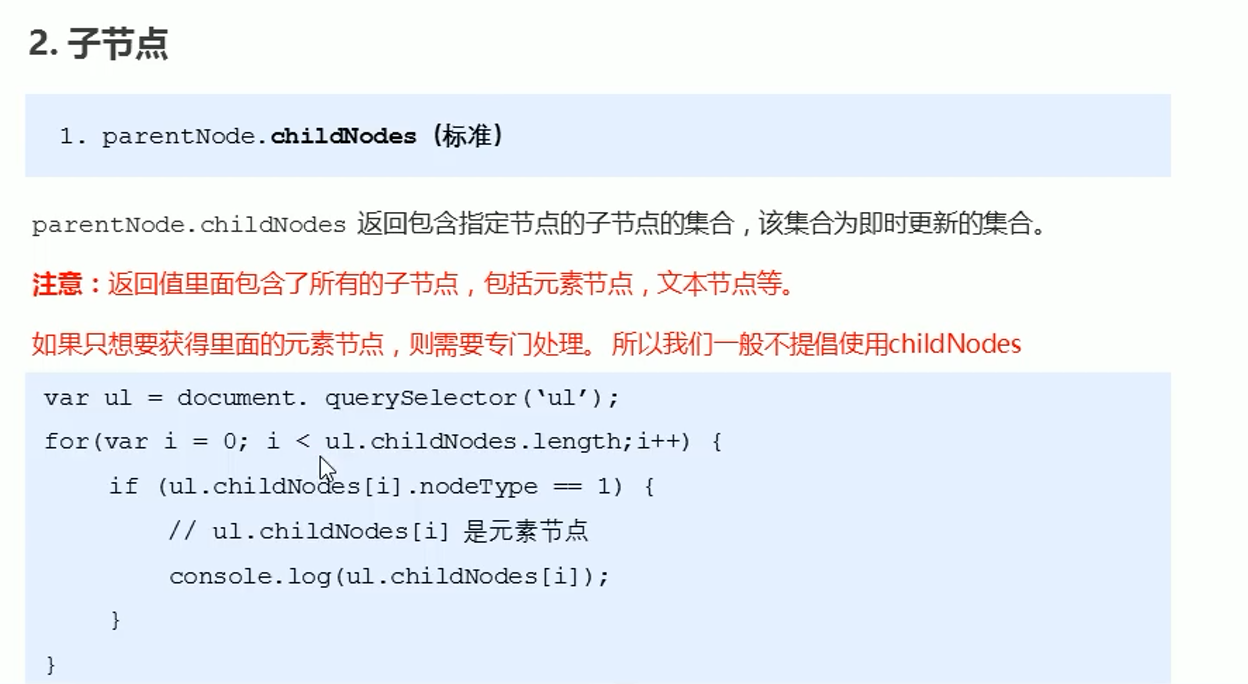 2. 子节点
1. parentNode.childNodes（标准）
parentNode.childNodes 返回包含指定节点的子节点的集合，该集合为即时更新的集合。
注意：返回值里面包含了所有的子节点，包括元素节点，文本节点等。
如果只想要获得里面的元素节点，则需要专门处理。 所以我们一般不提倡使用childNodes
var ul = document. querySelector(‘ul’);
for(var i = 0; i < ul.childNodes.length;i++) {
if (ul.childNodes[i].nodeType == 1) {
// ul.childNodes[i] 是元素节点
console.log(ul.childNodes[i]);
}
}